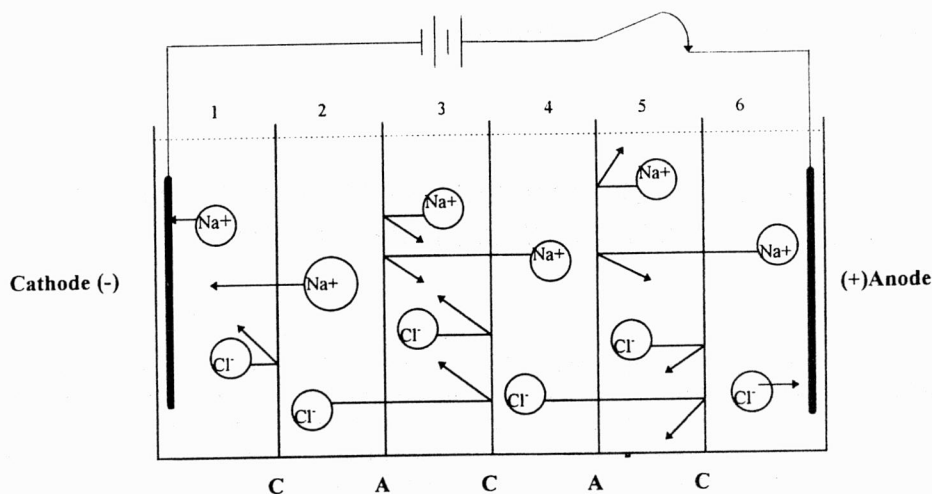 1 2 3 4 5 6
Na+
Na+
Na+
Na+
Na+
Na+
Cathode (-)
(+)Anode
Cl-
Cl-
Cl-
Cl-
Cl-
Cl-
C A C A C